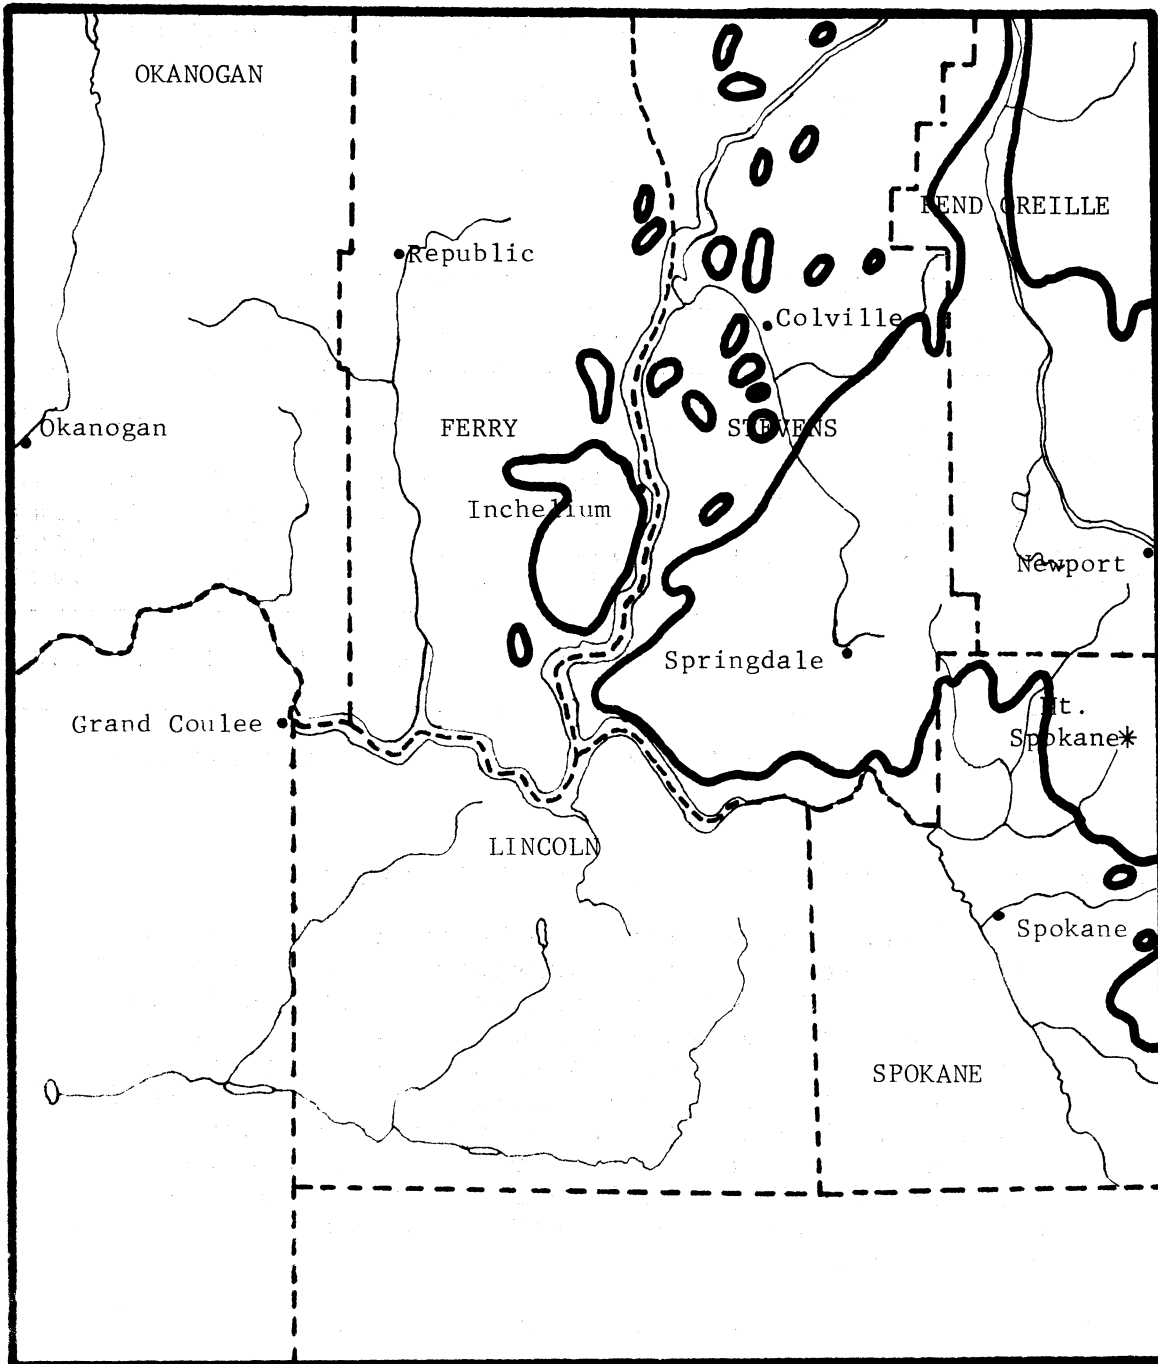 OKANOGAN
PEND OREILLE
Republic
Colville
Okanogan
FERRY
STEVENS
Inchelium
Newport
Springdale
Mt.
Spokane*
Grand Coulee
LINCOLN
Spokane
SPOKANE